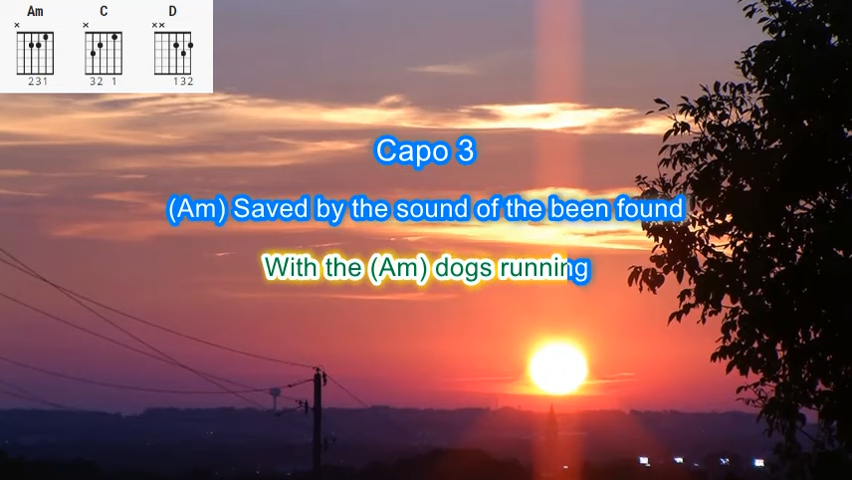 Am C D
x x xx
231 32 1 132
Capo 3
(Am) Saved by the sound of the been found
With the (Am) dogs running